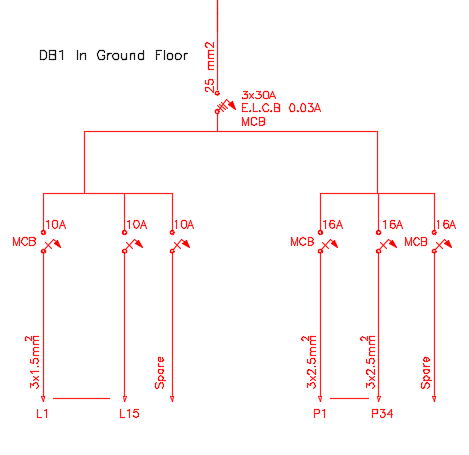 DB1 In Ground Floor
25 mm2
3x30A
E.L.C.B 0.03A
MCB
10A
10A
10A
16A
16A
16A
MCB
MCB
MCB
3x1.5mm2
Spare
3x2.5mm2
3x2.5mm2
Spare
L1
L15
P1
P34